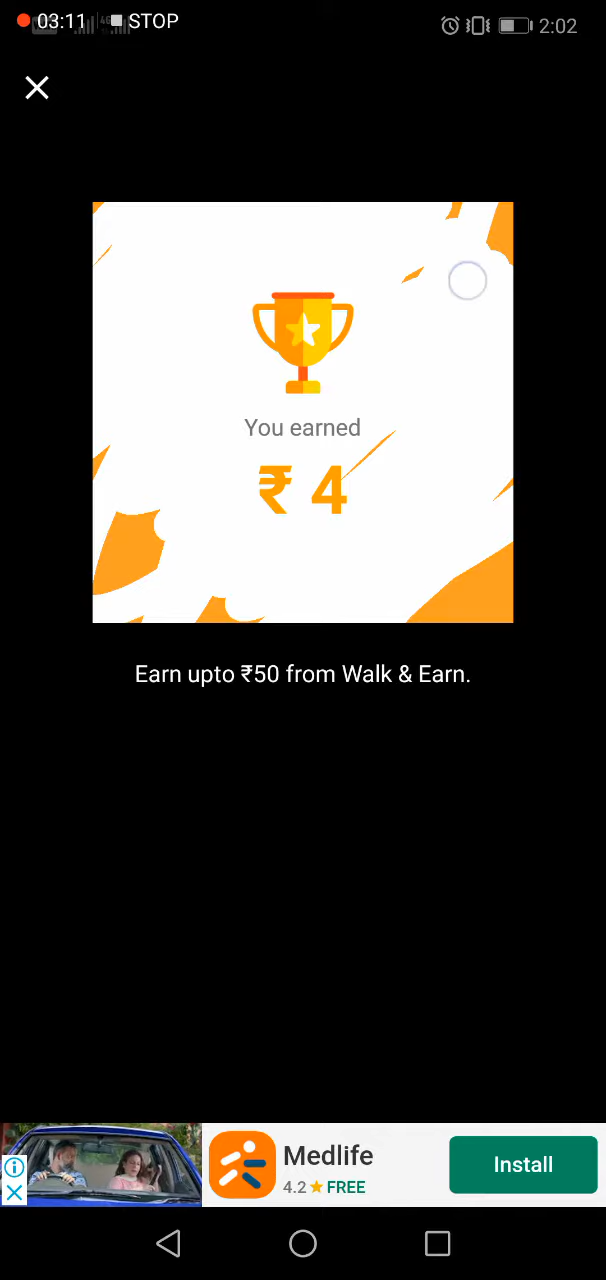 03:11 STOP 2:02
You earned
₹ 4
Earn upto ₹50 from Walk & Earn.
Medlife
4.2 FREE
Install